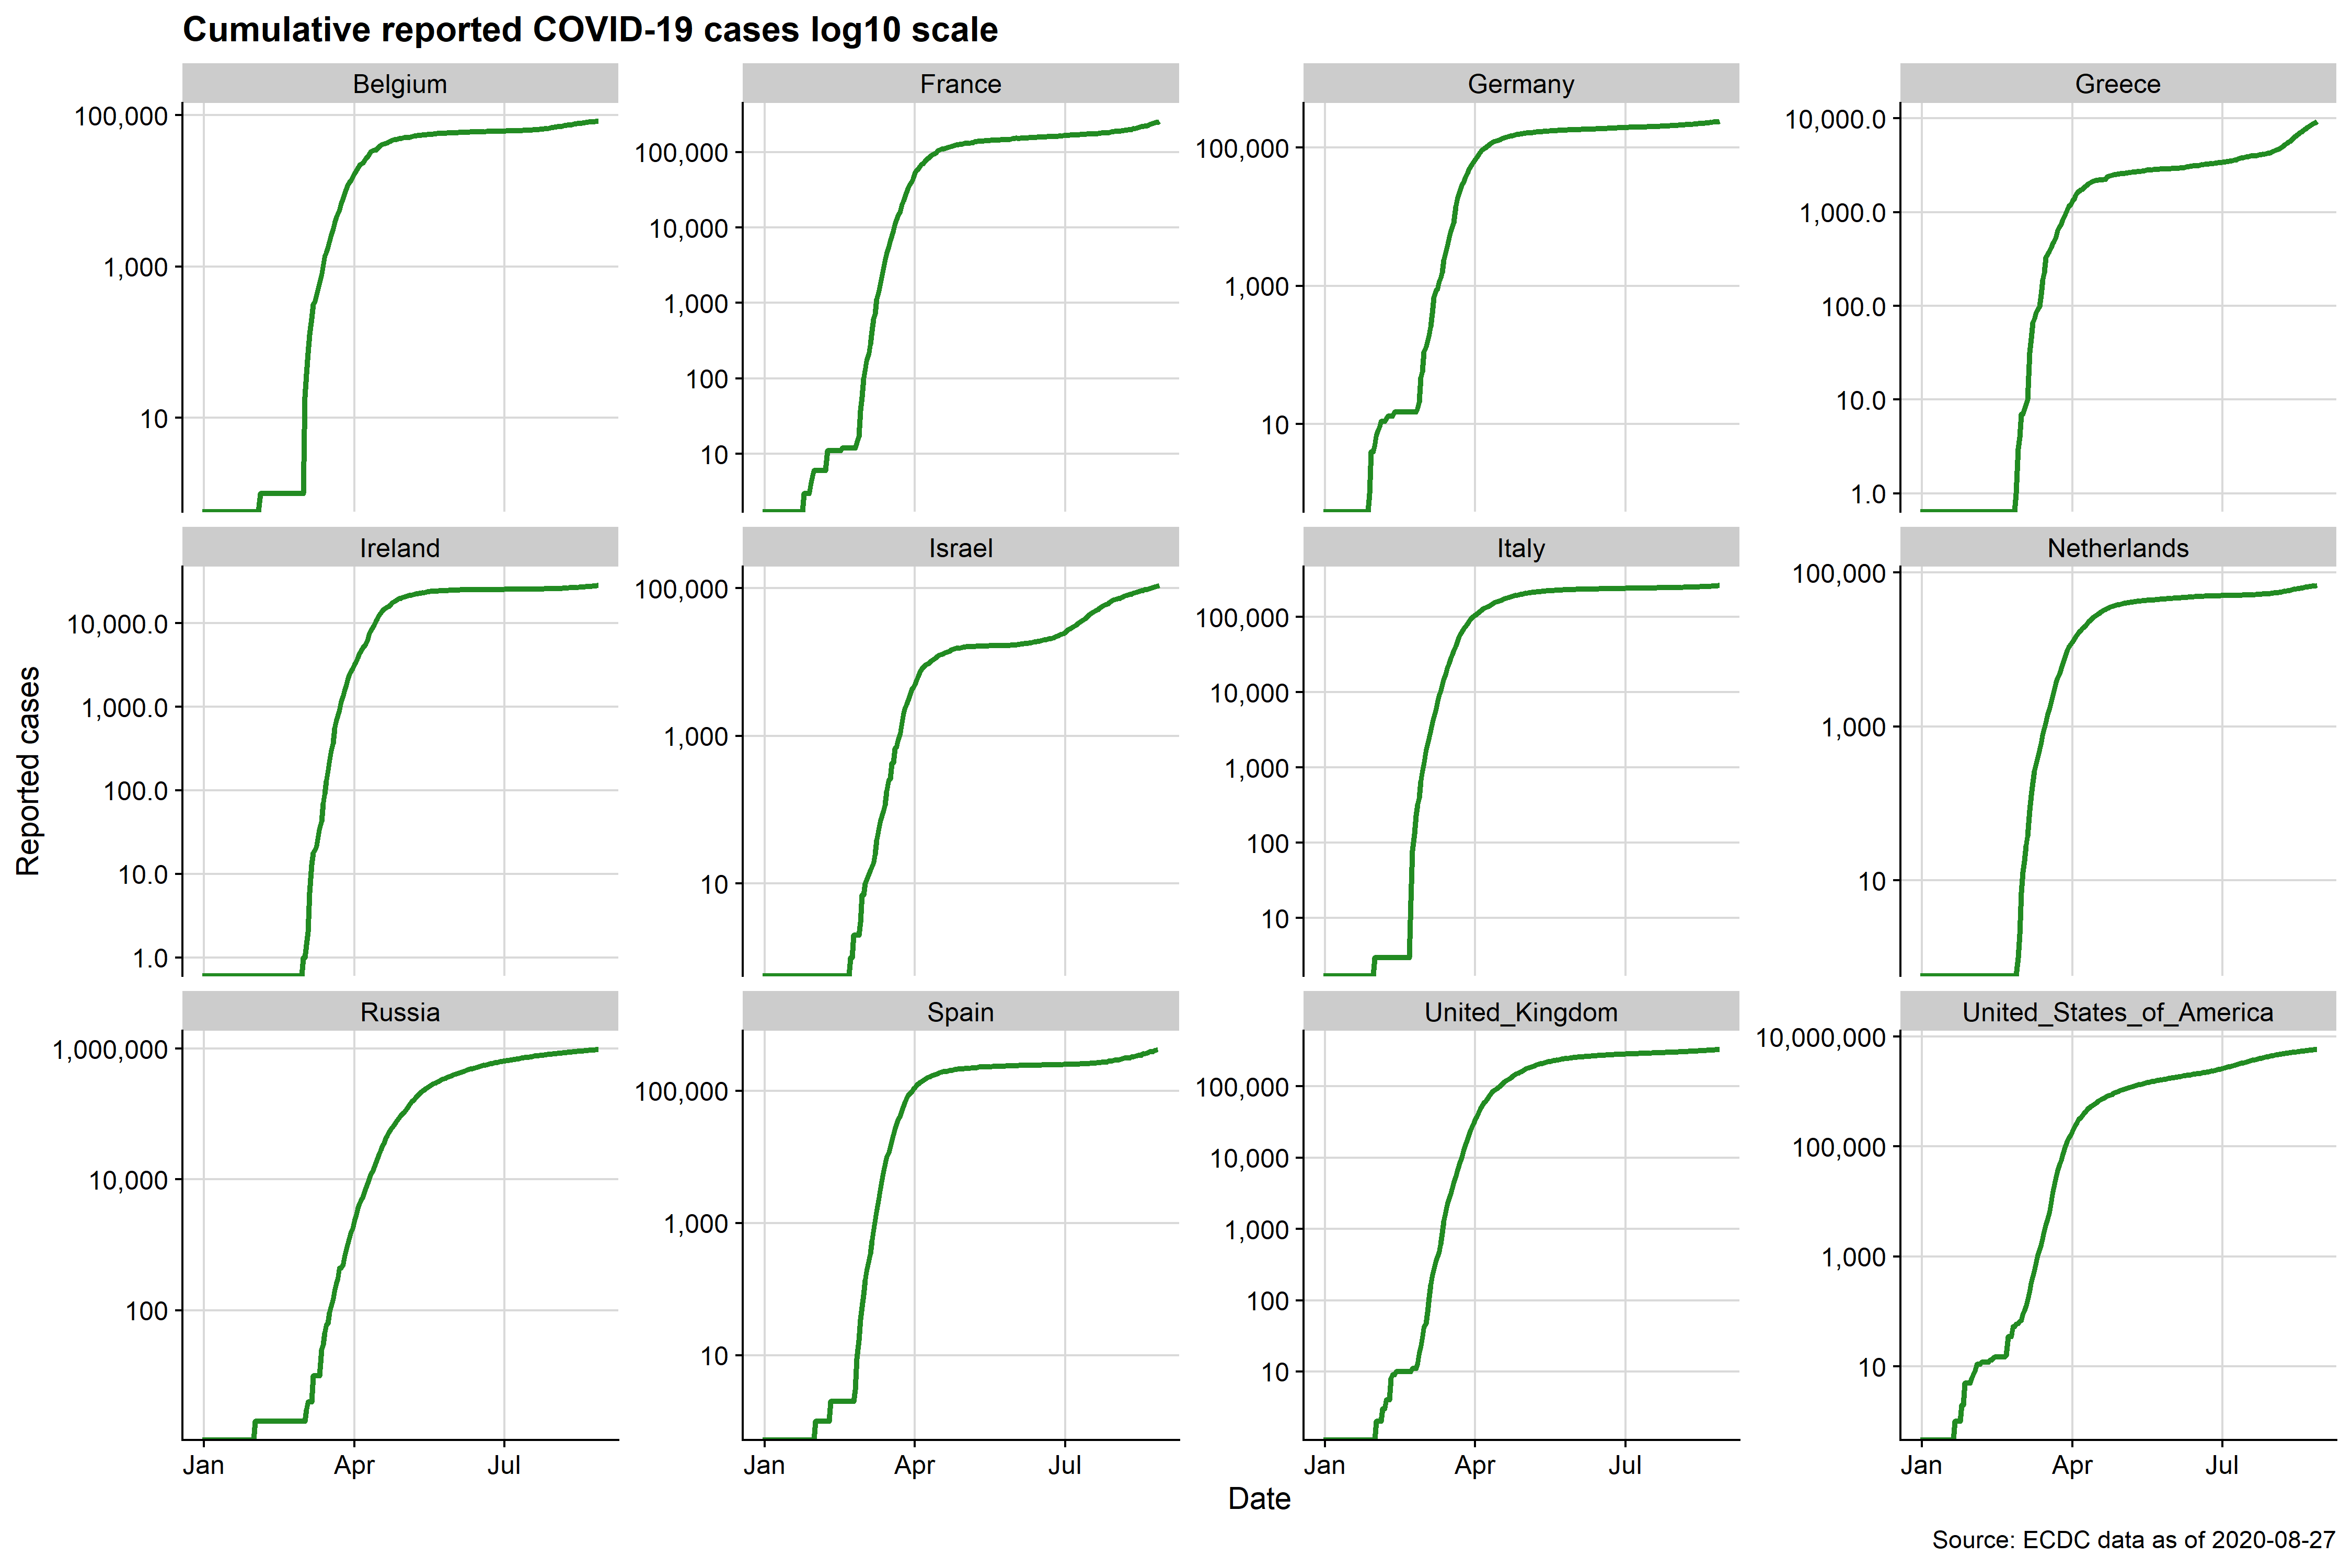 Cumulative reported COVID-19 cases log10 scale
Belgium
France
Germany
Greece
100,000
1,000
10
100,000
10,000
1,000
100
10
100,000
1,000
10
10,000.0
1,000.0
100.0
10.0
1.0
Ireland
Israel
Italy
Netherlands
10,000.0
1,000.0
100.0
10.0
1.0
100,000
1,000
10
100,000
10,000
1,000
100
10
100,000
1,000
10
Reported cases
Russia
Spain
United_Kingdom
United_States_of_America
1,000,000
10,000
100
100,000
1,000
10
100,000
10,000
1,000
100
10
10,000,000
100,000
1,000
10
Jan Apr Jul
Jan Apr Jul
Jan Apr Jul
Jan Apr Jul
Date
Source: ECDC data as of 2020-08-27